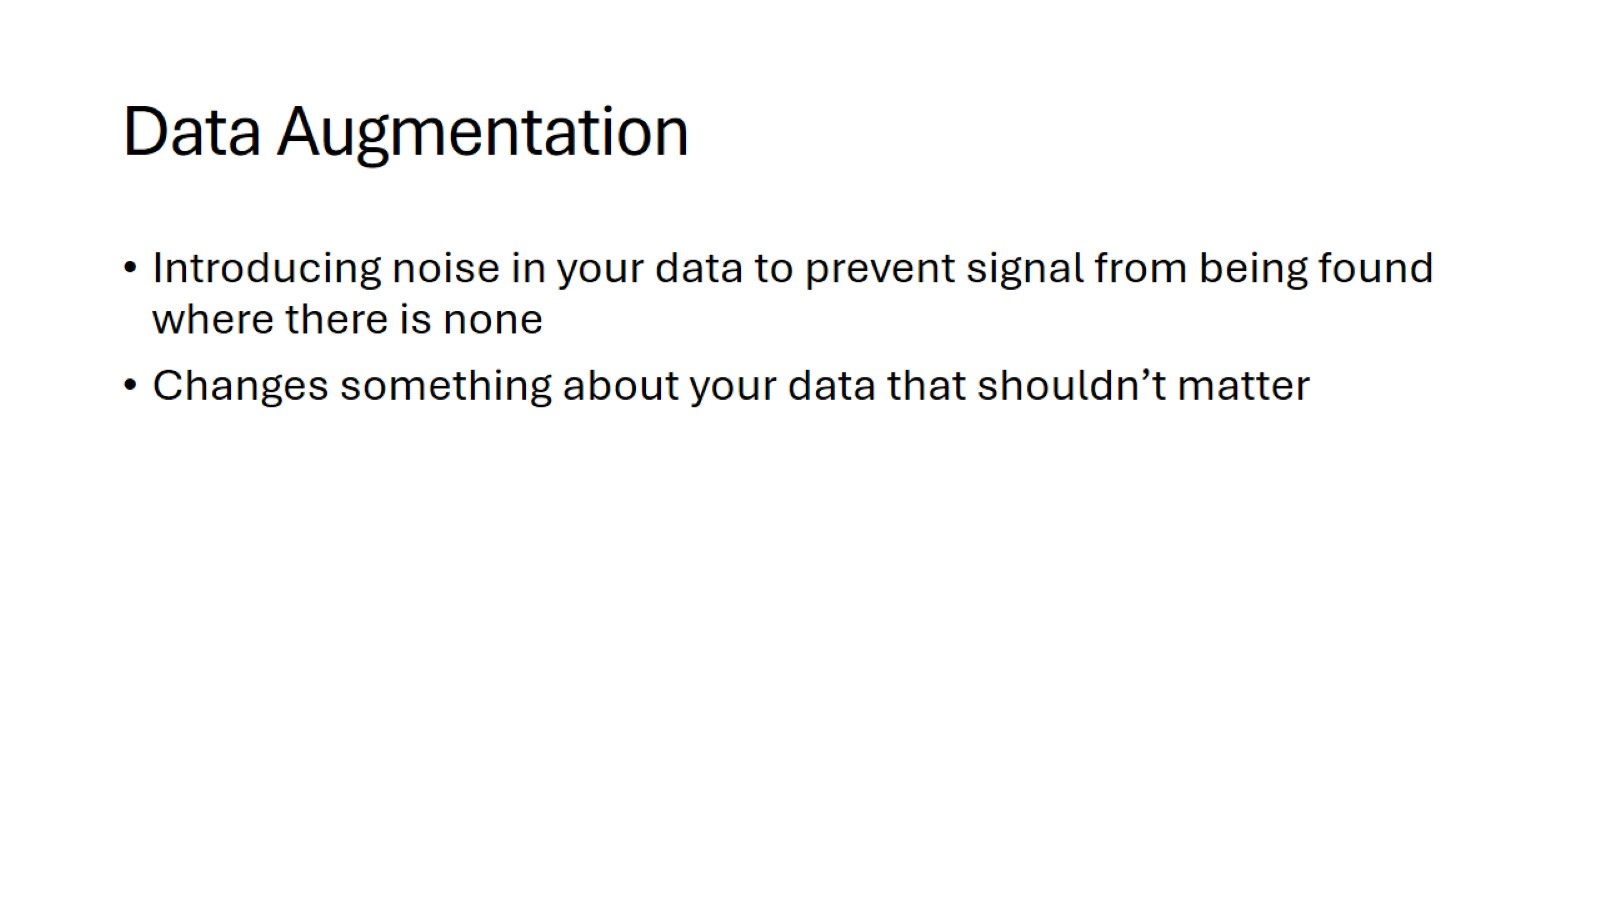 Data Augmentation
• Introducing noise in your data to prevent signal from being found
where there is none
• Changes something about your data that shouldn’t matter